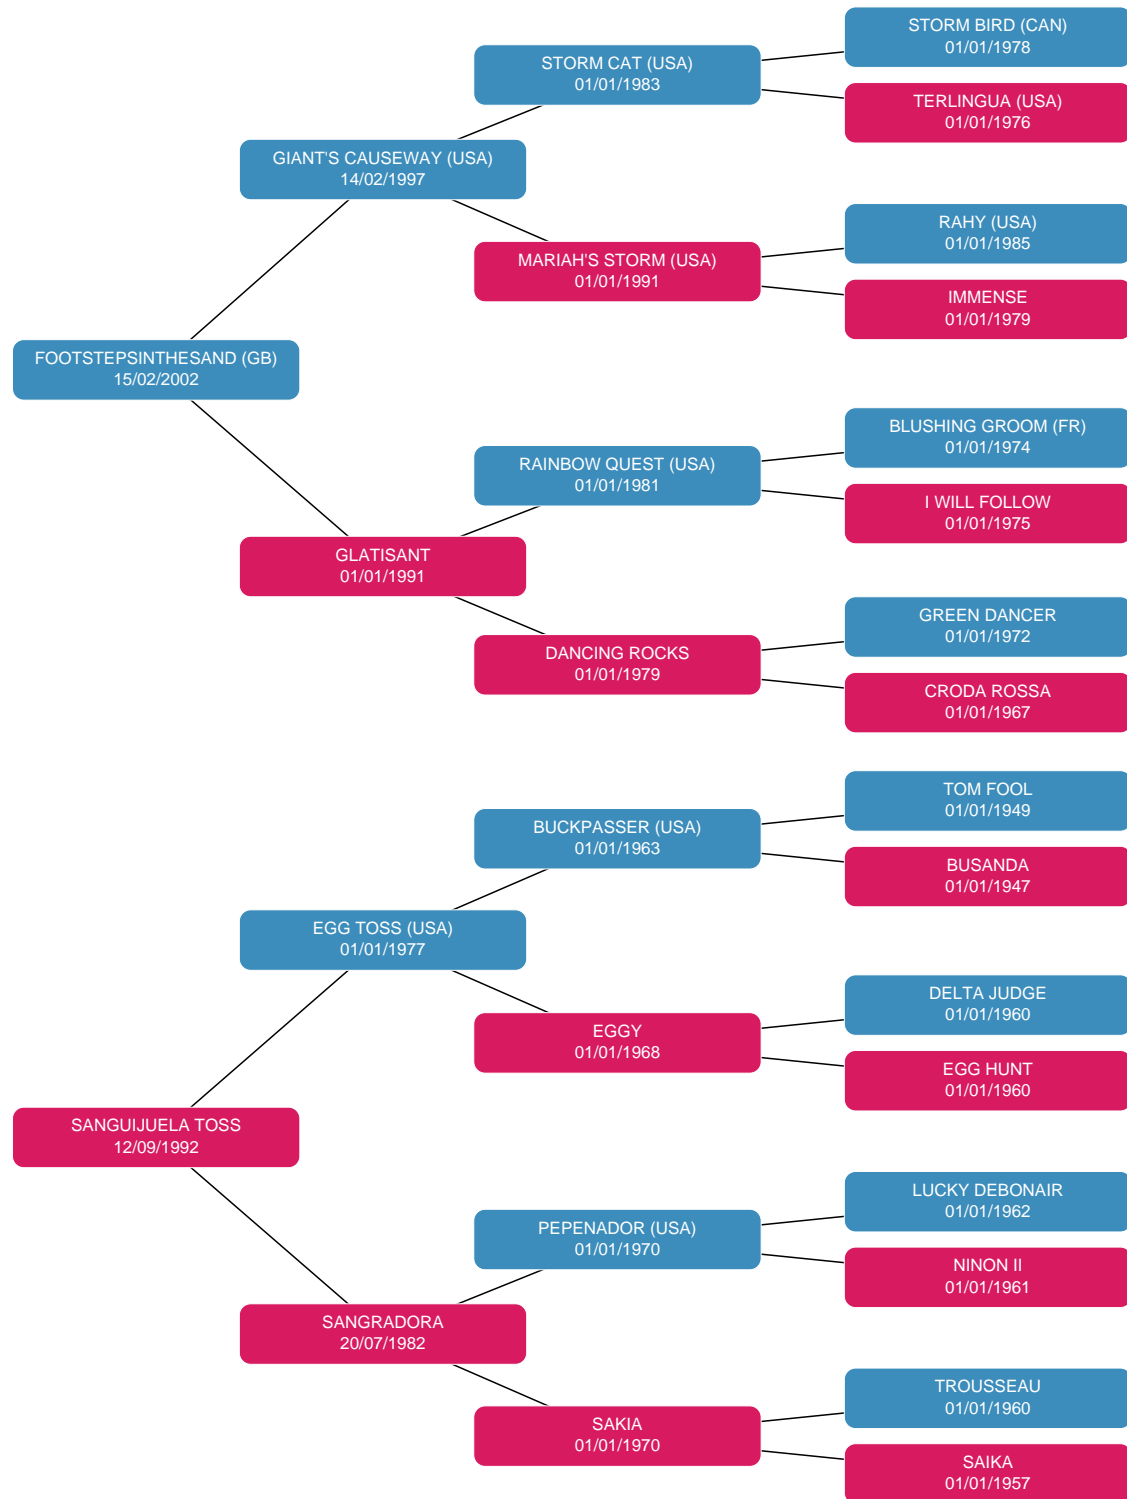 STORM BIRD (CAN)
01/01/1978
STORM CAT (USA)
01/01/1983
TERLINGUA (USA)
01/01/1976
GIANT'S CAUSEWAY (USA)
14/02/1997
RAHY (USA)
01/01/1985
MARIAH'S STORM (USA)
01/01/1991
IMMENSE
01/01/1979
FOOTSTEPSINTHESAND (GB)
15/02/2002
BLUSHING GROOM (FR)
01/01/1974
RAINBOW QUEST (USA)
01/01/1981
I WILL FOLLOW
01/01/1975
GLATISANT
01/01/1991
GREEN DANCER
01/01/1972
DANCING ROCKS
01/01/1979
CRODA ROSSA
01/01/1967
TOM FOOL
01/01/1949
BUCKPASSER (USA)
01/01/1963
BUSANDA
01/01/1947
EGG TOSS (USA)
01/01/1977
DELTA JUDGE
01/01/1960
EGGY
01/01/1968
EGG HUNT
01/01/1960
SANGUIJUELA TOSS
12/09/1992
LUCKY DEBONAIR
01/01/1962
PEPENADOR (USA)
01/01/1970
NINON II
01/01/1961
SANGRADORA
20/07/1982
TROUSSEAU
01/01/1960
SAKIA
01/01/1970
SAIKA
01/01/1957